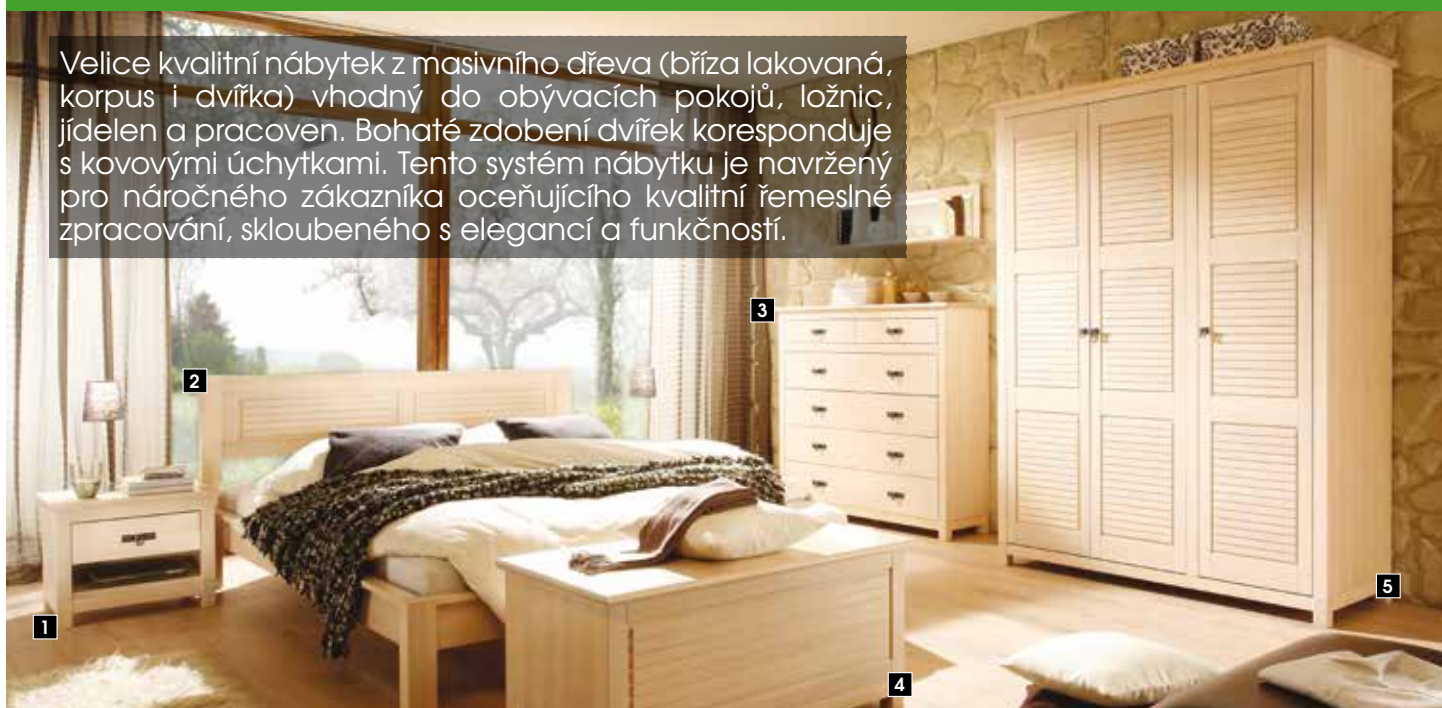 Velice kvalitní nábytek z masivního dřeva (bříza lakovaná,
korpus i dvířka) vhodný do obývacích pokojů, ložnic,
jídelen a pracoven. Bohaté zdobení dvířek koresponduje
s kovovými úchytkami. Tento systém nábytku je navržený
pro náročného zákazníka oceňujícího kvalitní řemeslné
zpracování, skloubeného s elegancí a funkčností.
3
2
5
1
4